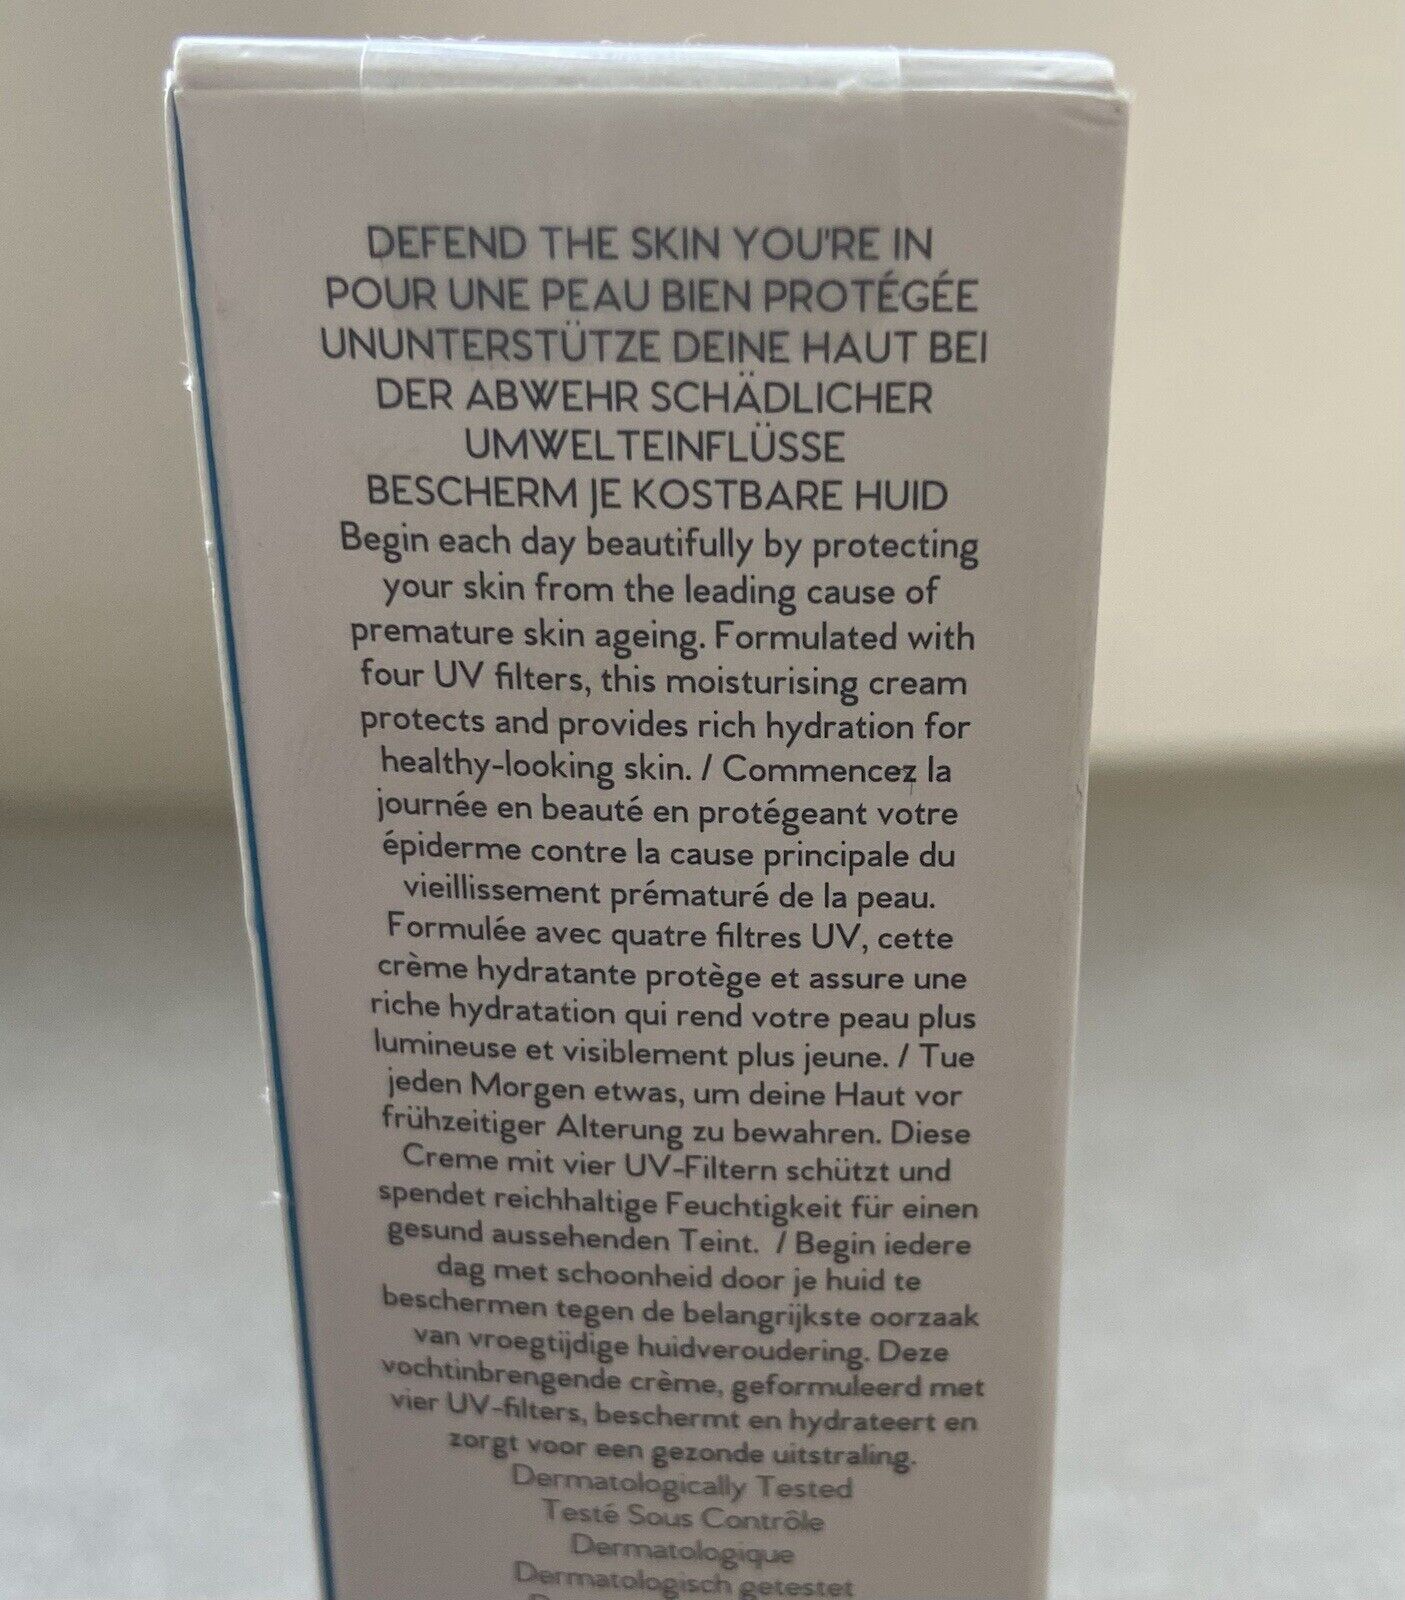 DEFEND THE SKIN YOU'RE IN
POUR UNE PEAU BIEN PROTÉGÉE
UNUNTERSTÜTZE DEINE HAUT BEI
DER ABWEHR SCHÄDLICHER
UMWELTEINFLÜSSE
BESCHERM JE KOSTBARE HUID
Begin each day beautifully by protecting
your skin from the leading cause of
premature skin ageing. Formulated with
four UV filters, this moisturising cream
protects and provides rich hydration for
healthy-looking skin. / Commencez la
journée en beauté en protégeant votre
épiderme contre la cause principale du
vieillissement prématuré de la peau.
Formulée avec quatre filtres UV, cette
crème hydratante protège et assure une
riche hydratation qui rend votre peau plus
lumineuse et visiblement plus jeune. / Tue
jeden Morgen etwas, um deine Haut vor
frühzeitiger Alterung zu bewahren. Diese
Creme mit vier UV-Filtern schützt und
spendet reichhaltige Feuchtigkeit für einen
gesund aussehenden Teint. / Begin iedere
dag met schoonheid door je huid te
beschermen tegen de belangrijkste oorzaak
van vroegtijdige huidveroudering. Deze
vochtinbrengende crème, geformuleerd met
vier UV-filters, beschermt en hydrateert en
zorgt voor een gezonde uitstraling.
Dermatologically Tested
Testé Sous Contrôle
Dermatologique
Dermatologisch getestet